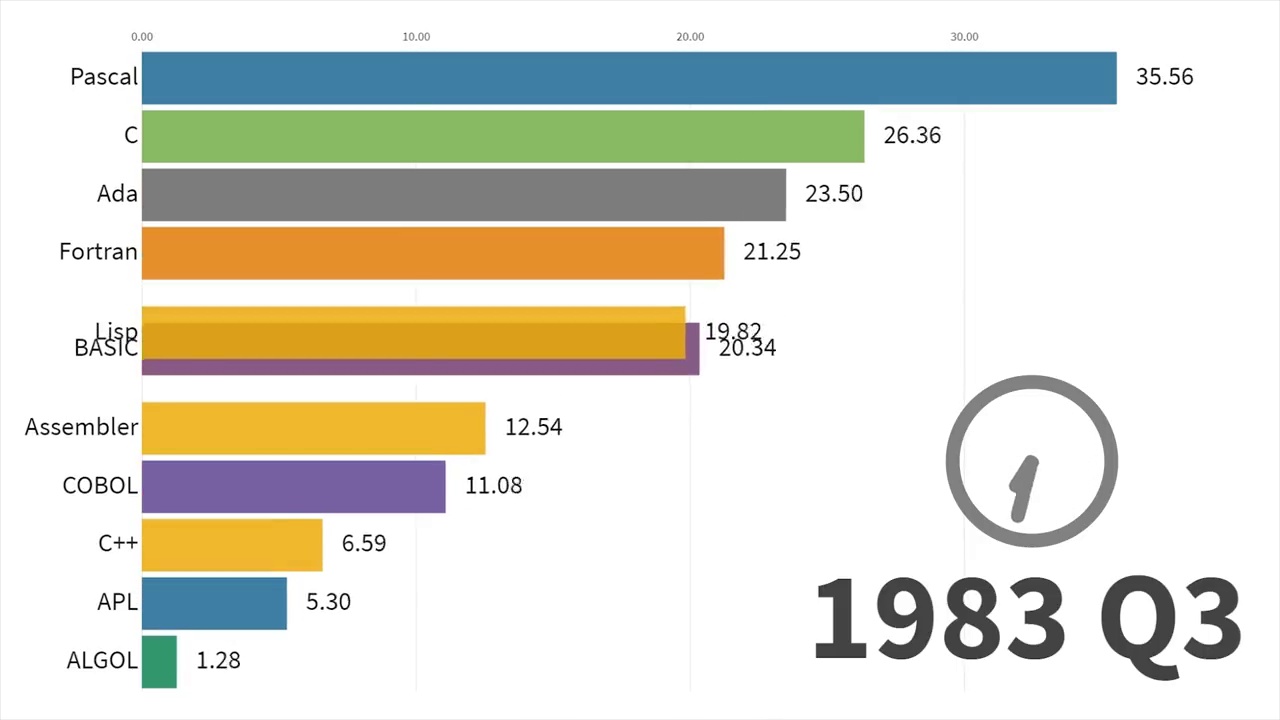 0.00 10.00 20.00 30.00
Pascal 35.56
C 26.36
Ada 23.50
Fortran 21.25
Lisp 19.82
BASIC 20.34
Assembler 12.54
COBOL 11.08
C++ 6.59
APL 5.30
ALGOL 1.28
1983 Q3